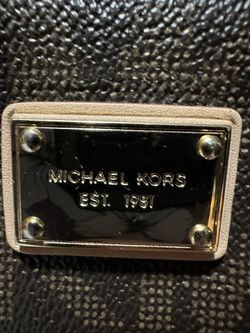 MICHAEL KORS
EST. 1981